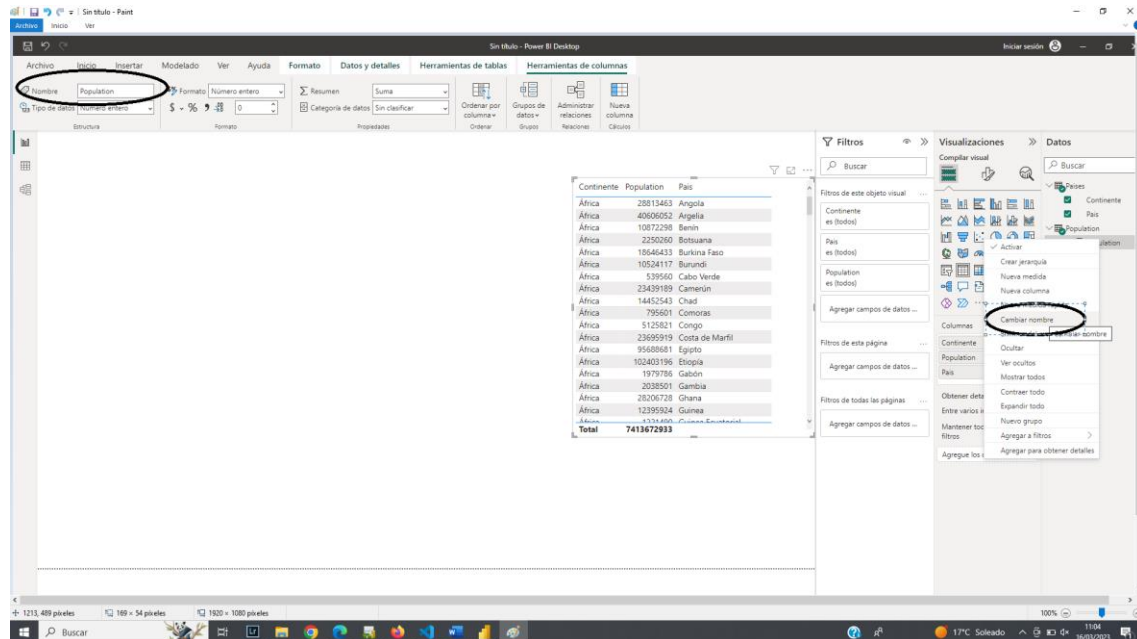 Sin título - Paint
Archivo Inicio Ver
Sin título - Power BI Desktop
Iniciar sesión
Archivo Inicio Insertar Modelado Ver Ayuda Formato Datos y detalles Herramientas de tablas Herramientas de columnas
Nombre Population
Formato Número entero
Resumen Suma
Tipo de datos Número entero
$ % 0
Categoría de datos Sin clasificar
Ordenar por columna
Grupos de datos
Administrar relaciones
Nueva columna
Estructura Formato Propiedades Ordenar Grupos Relaciones Cálculos
Continente Population Pais
África 28813463 Angola
África 40606052 Argelia
África 10872298 Benín
África 2250260 Botsuana
África 18646433 Burkina Faso
África 10524117 Burundi
África 539560 Cabo Verde
África 23439189 Camerún
África 14452543 Chad
África 795601 Comoras
África 5125821 Congo
África 23695919 Costa de Marfil
África 95688681 Egipto
África 102403196 Etiopía
África 1979786 Gabón
África 2038501 Gambia
África 28206728 Ghana
África 12395924 Guinea
Total 7413672933
Filtros
Buscar
Filtros de este objeto visual ...
Continente
es (todos)
Pais
es (todos)
Population
es (todos)
Agregar campos de datos ...
Filtros de esta página ...
Agregar campos de datos ...
Filtros de todas las páginas ...
Agregar campos de datos ...
Visualizaciones
Compilar visual
Columnas
Continente
Population
Pais
Obtener
Entre varios
Mantener
filtros
Agregue los
Activar
Crear jerarquía
Nueva medida
Nueva columna
Cambiar nombre
Ocultar
Ver ocultos
Mostrar todos
Contraer todo
Expandir todo
Nuevo grupo
Agregar a filtros
Agregar para obtener detalles
Datos
Buscar
Paises
Continente
Pais
Population
1213, 489 píxeles 169 × 54 píxeles 1920 × 1080 píxeles 100%
Buscar
17°C Soleado
11:04
16/03/2023